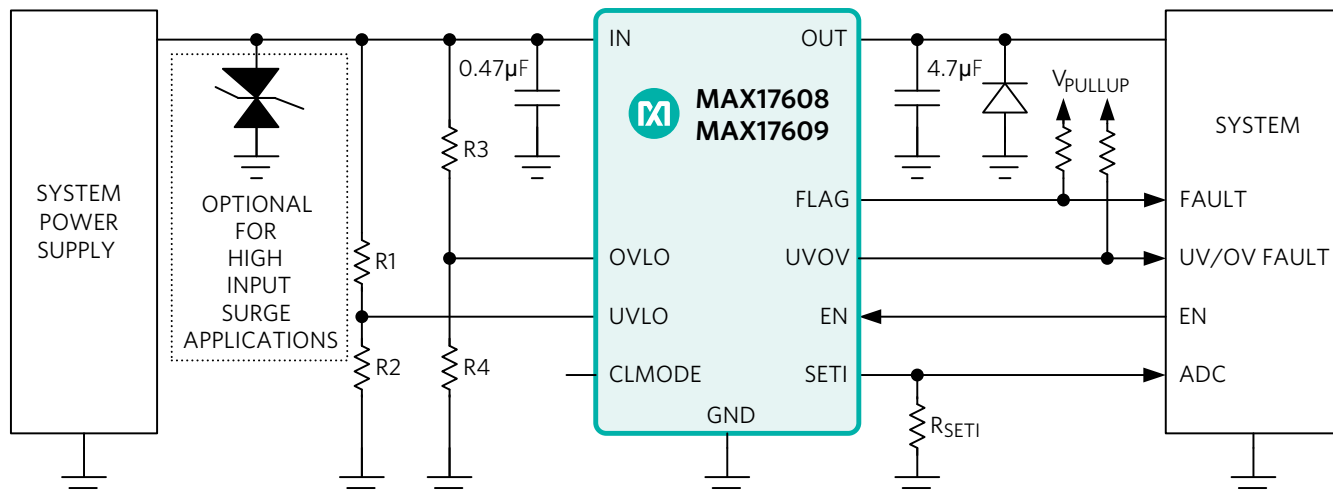 SYSTEM
POWER
SUPPLY
OPTIONAL
FOR
HIGH
INPUT
SURGE
APPLICATIONS
R1
R2
R3
R4
0.47µF
IN
OVLO
UVLO
CLMODE
MAX17608
MAX17609
GND
OUT
FLAG
UVOV
EN
SETI
4.7µF
VPULLUP
RSETI
SYSTEM
FAULT
UV/OV FAULT
EN
ADC